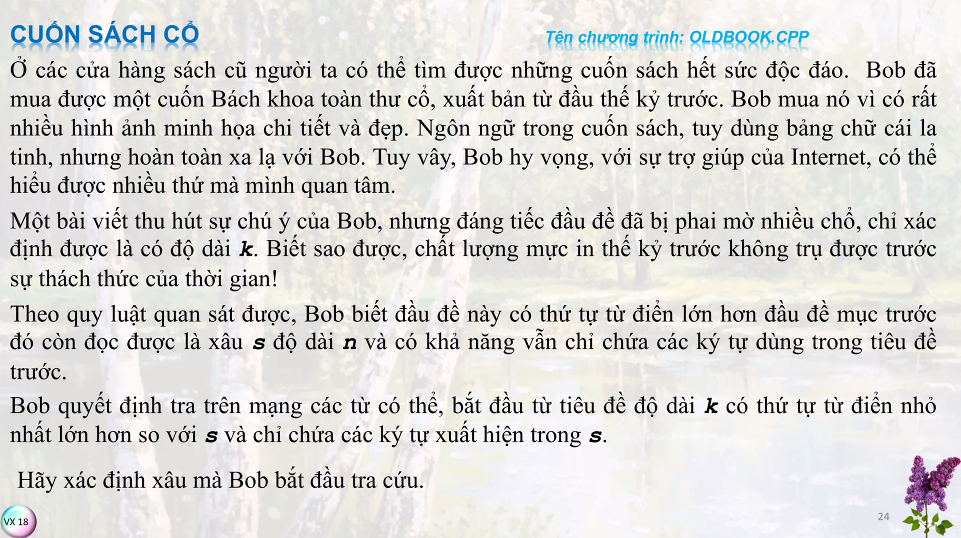 CUỐN SÁCH CỔ
Tên chương trình: OLDBOOK.CPP
Ở các cửa hàng sách cũ người ta có thể tìm được những cuốn sách hết sức độc đáo. Bob đã
mua được một cuốn Bách khoa toàn thư cổ, xuất bản từ đầu thế kỷ trước. Bob mua nó vì có rất
nhiều hình ảnh minh họa chi tiết và đẹp. Ngôn ngữ trong cuốn sách, tuy dùng bảng chữ cái la
tinh, nhưng hoàn toàn xa lạ với Bob. Tuy vây, Bob hy vọng, với sự trợ giúp của Internet, có thể
hiểu được nhiều thứ mà mình quan tâm.
Một bài viết thu hút sự chú ý của Bob, nhưng đáng tiếc đầu đề đã bị phai mờ nhiều chổ, chỉ xác
định được là có độ dài k. Biết sao được, chất lượng mực in thế kỷ trước không trụ được trước
sự thách thức của thời gian!
Theo quy luật quan sát được, Bob biết đầu đề này có thứ tự từ điển lớn hơn đầu đề mục trước
đó còn đọc được là xâu s độ dài n và có khả năng vẫn chỉ chứa các ký tự dùng trong tiêu đề
trước.
Bob quyết định tra trên mạng các từ có thể, bắt đầu từ tiêu đề độ dài k có thứ tự từ điển nhỏ
nhất lớn hơn so với s và chỉ chứa các ký tự xuất hiện trong s.
Hãy xác định xâu mà Bob bắt đầu tra cứu.
VX 18
24